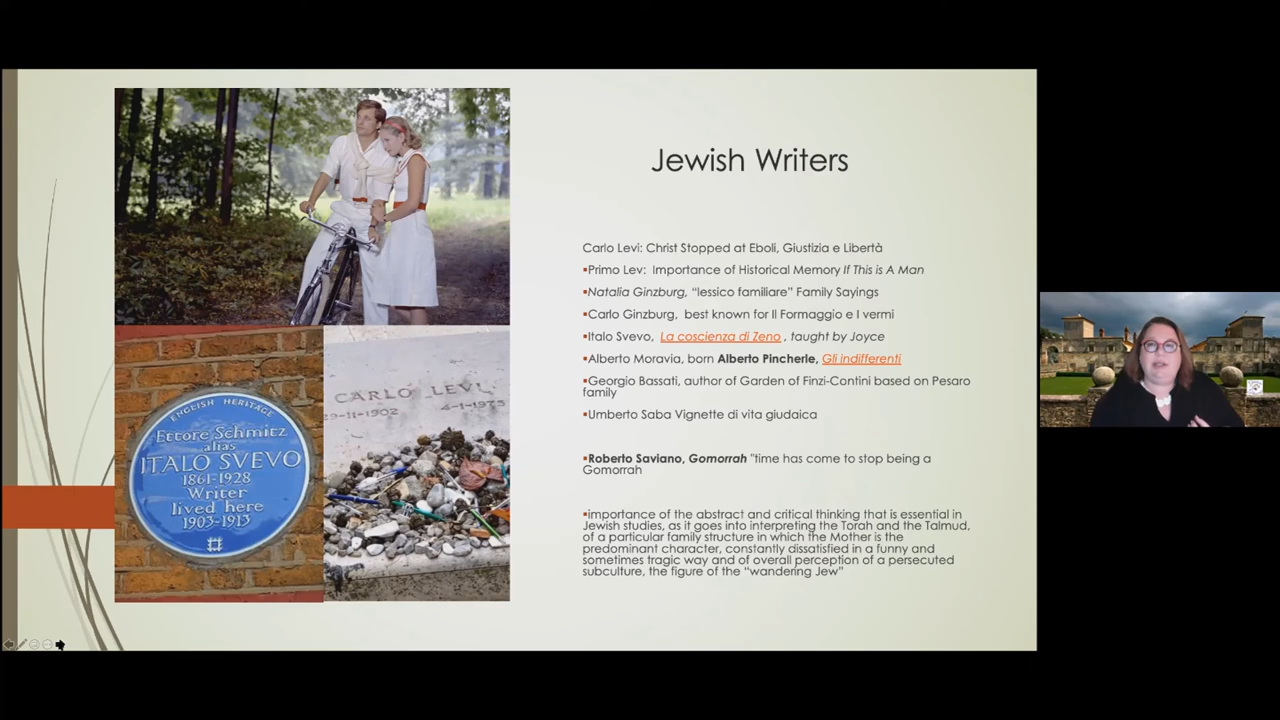 Jewish Writers
Carlo Levi: Christ Stopped at Eboli, Giustizia e Libertà
▪Primo Lev: Importance of Historical Memory If This is A Man
▪Natalia Ginzburg, “lessico familiare” Family Sayings
▪Carlo Ginzburg, best known for Il Formaggio e I vermi
▪Italo Svevo, La coscienza di Zeno , taught by Joyce
▪Alberto Moravia, born Alberto Pincherle, Gli indifferenti
▪Georgio Bassati, author of Garden of Finzi-Contini based on Pesaro
family
▪Umberto Saba Vignette di vita giudaica
▪Roberto Saviano, Gomorrah "time has come to stop being a
Gomorrah
▪importance of the abstract and critical thinking that is essential in
Jewish studies, as it goes into interpreting the Torah and the Talmud,
of a particular family structure in which the Mother is the
predominant character, constantly dissatisfied in a funny and
sometimes tragic way and of overall perception of a persecuted
subculture, the figure of the “wandering Jew”
ENGLISH HERITAGE
Ettore Schmitz
alias
ITALO SVEVO
1861-1928
Writer
lived here
1903-1913
CARLO LEVI
29-11-1902 4-1-1975